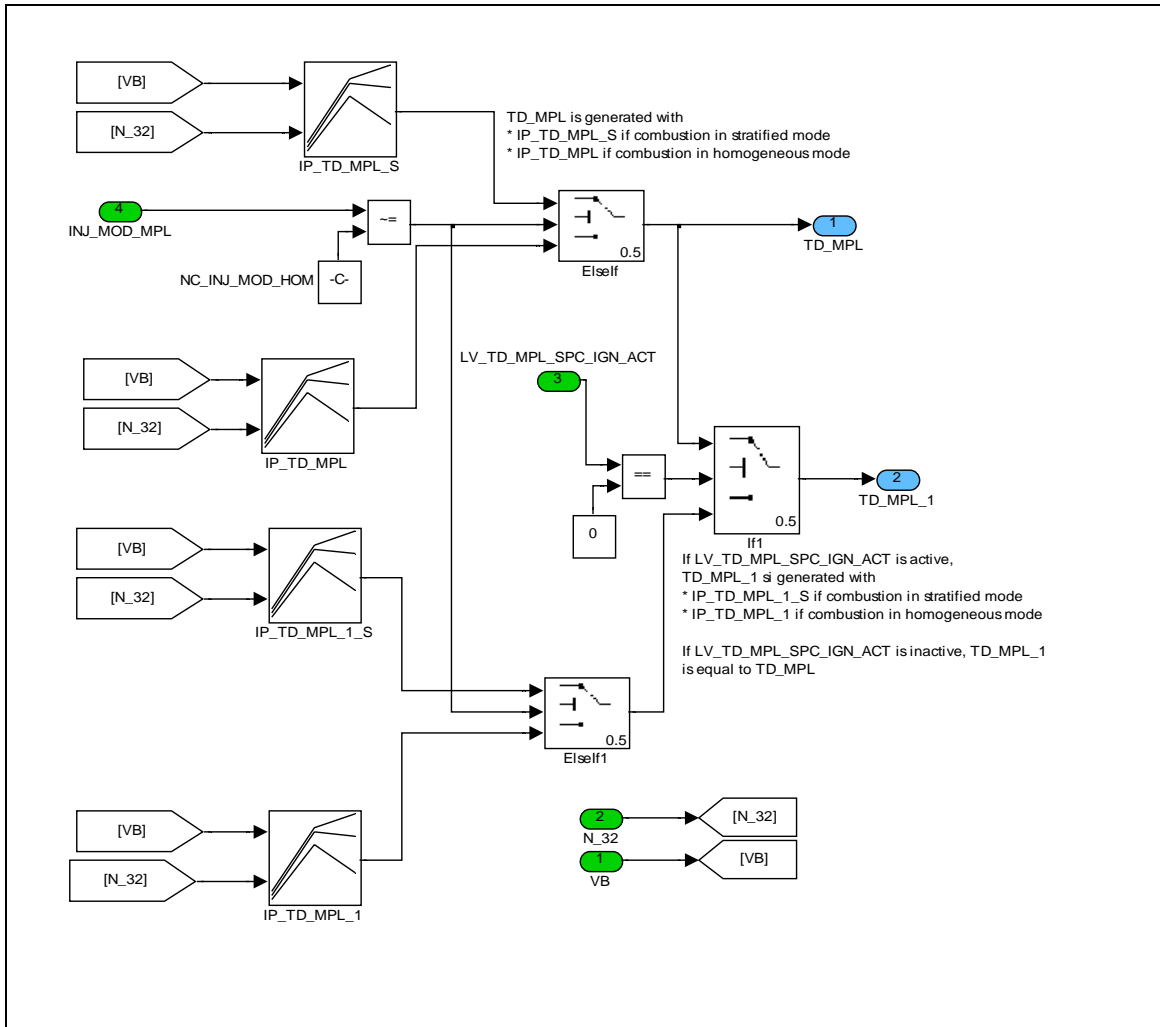 [VB]
[N_32]
IP_TD_MPL_S
TD_MPL is generated with
* IP_TD_MPL_S if combustion in stratified mode
* IP_TD_MPL if combustion in homogeneous mode
4
INJ_MOD_MPL
~=
NC_INJ_MOD_HOM
-C-
0.5
ElseIf
1
TD_MPL
[VB]
[N_32]
IP_TD_MPL
LV_TD_MPL_SPC_IGN_ACT
3
==
0
0.5
If1
2
TD_MPL_1
If LV_TD_MPL_SPC_IGN_ACT is active,
TD_MPL_1 si generated with
* IP_TD_MPL_1_S if combustion in stratified mode
* IP_TD_MPL_1 if combustion in homogeneous mode
If LV_TD_MPL_SPC_IGN_ACT is inactive, TD_MPL_1
is equal to TD_MPL
[VB]
[N_32]
IP_TD_MPL_1_S
0.5
ElseIf1
[VB]
[N_32]
IP_TD_MPL_1
2
N_32
[N_32]
1
VB
[VB]